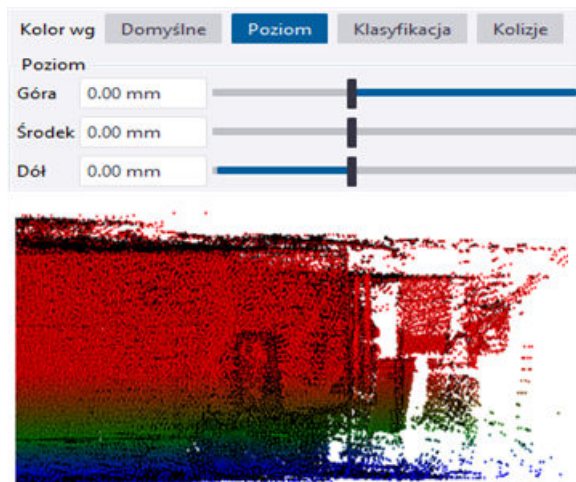 Kolor wg Domyślne Poziom Klasyfikacja Kolizje
Poziom
Góra 0.00 mm
Środek 0.00 mm
Dół 0.00 mm